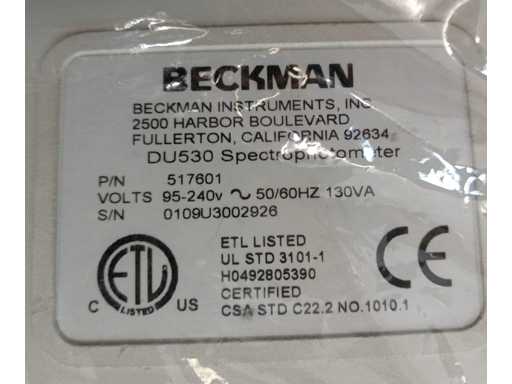 BECKMAN
BECKMAN INSTRUMENTS, INC.
2500 HARBOR BOULEVARD
FULLERTON, CALIFORNIA 92634
DU530 Spectrophotometer
P/N 517601
VOLTS 95-240v ∿ 50/60HZ 130VA
S/N 0109U3002926
ETL LISTED
UL STD 3101-1
H0492805390
CERTIFIED
CSA STD C22.2 NO.1010.1
ETL
LISTED
C US
CE